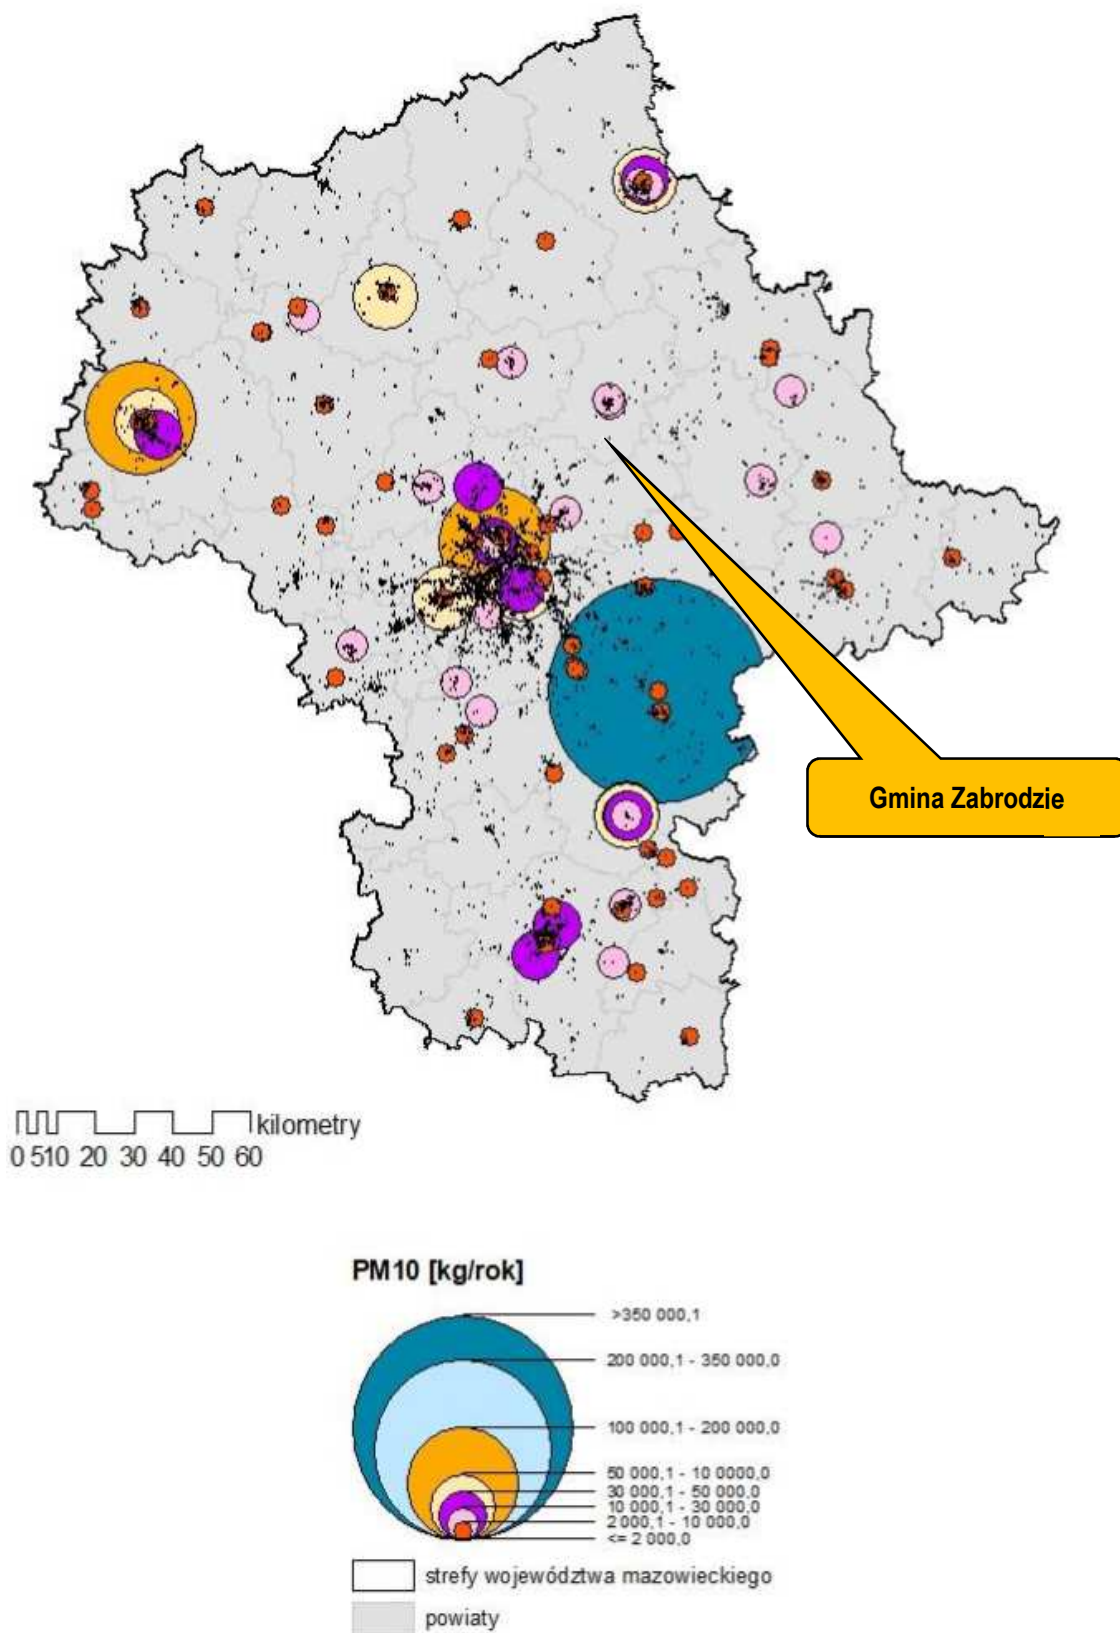 Gmina Zabrodzie
kilometry
0 510 20 30 40 50 60
PM10 [kg/rok]
>350 000,1
200 000,1 - 350 000,0
100 000,1 - 200 000,0
50 000,1 - 10 0000,0
30 000,1 - 50 000,0
10 000,1 - 30 000,0
2 000,1 - 10 000,0
<= 2 000,0
strefy województwa mazowieckiego
powiaty